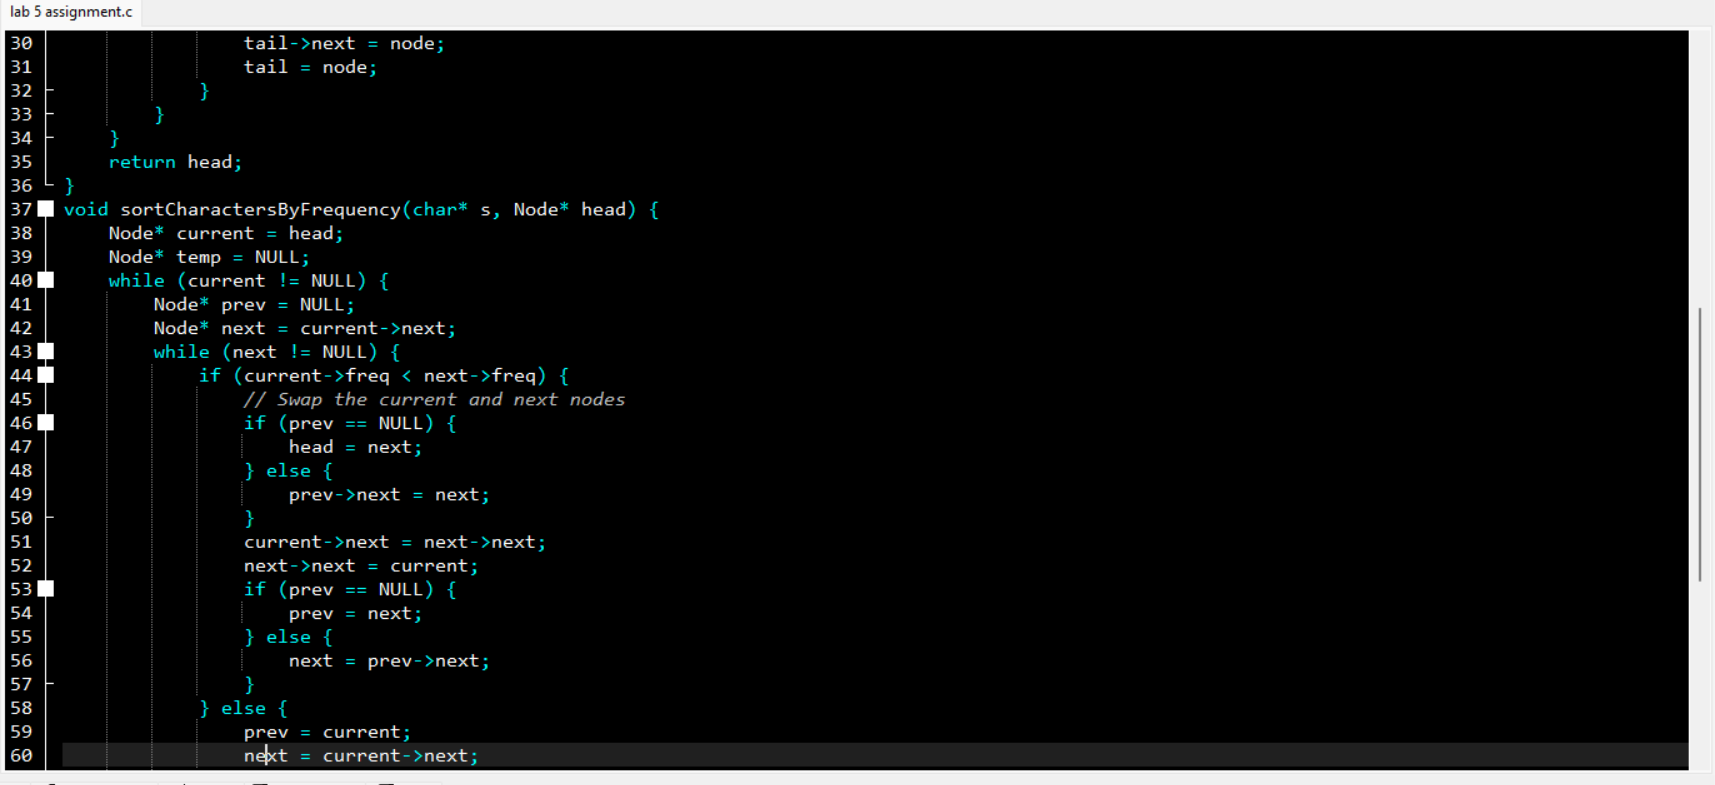 lab 5 assignment.c
30 tail->next = node;
31 tail = node;
32 }
33 }
34 }
35 return head;
36 }
37 void sortCharactersByFrequency(char* s, Node* head) {
38 Node* current = head;
39 Node* temp = NULL;
40 while (current != NULL) {
41 Node* prev = NULL;
42 Node* next = current->next;
43 while (next != NULL) {
44 if (current->freq < next->freq) {
45 // Swap the current and next nodes
46 if (prev == NULL) {
47 head = next;
48 } else {
49 prev->next = next;
50 }
51 current->next = next->next;
52 next->next = current;
53 if (prev == NULL) {
54 prev = next;
55 } else {
56 next = prev->next;
57 }
58 } else {
59 prev = current;
60 next = current->next;